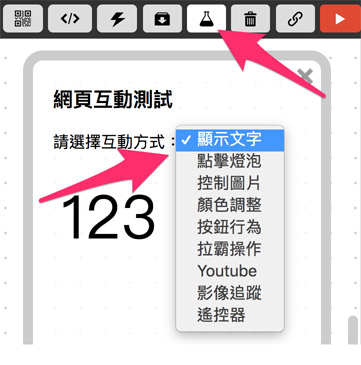 </>
網頁互動測試
請選擇互動方式：
✓ 顯示文字
點擊燈泡
控制圖片
顏色調整
按鈕行為
拉霸操作
Youtube
影像追蹤
遙控器
123